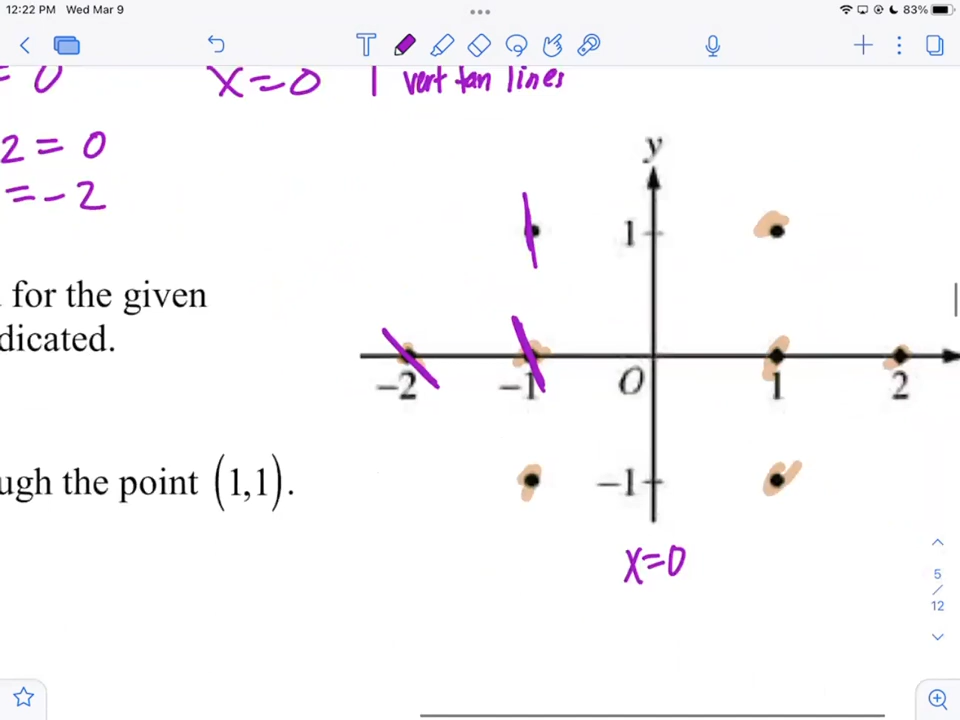 12:22 PM Wed Mar 9
83%
T
= 0
x=0 1 vert tan lines
2 = 0
= -2
y
1
for the given
dicated.
-2 -1 O 1 2
ugh the point (1,1).
-1
x=0
5
/
12